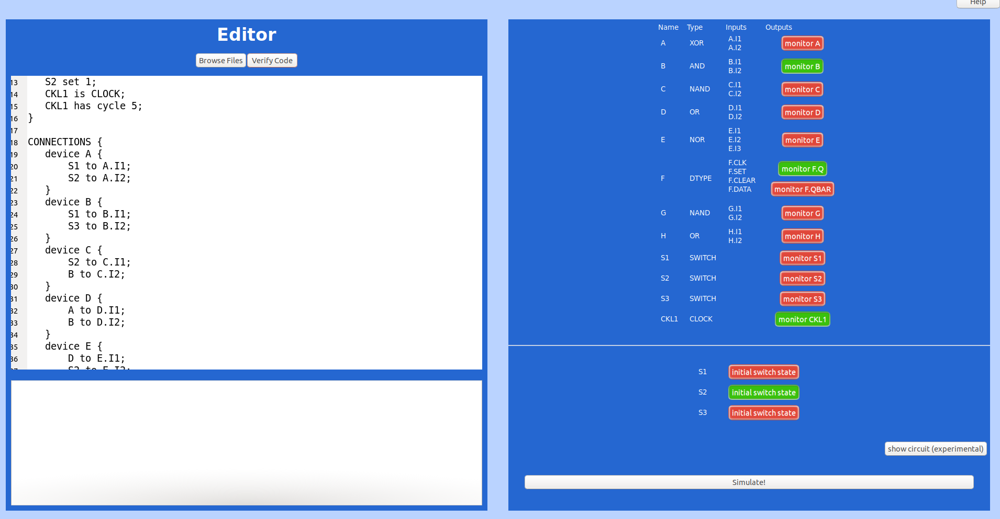 Help
Editor
Browse Files Verify Code
13 S2 set 1;
14 CKL1 is CLOCK;
15 CKL1 has cycle 5;
16 }
17
18 CONNECTIONS {
19 device A {
20 S1 to A.I1;
21 S2 to A.I2;
22 }
23 device B {
24 S1 to B.I1;
25 S3 to B.I2;
26 }
27 device C {
28 S2 to C.I1;
29 B to C.I2;
30 }
31 device D {
32 A to D.I1;
33 B to D.I2;
34 }
35 device E {
36 D to E.I1;
37 S2 to E.I2;
Name Type Inputs Outputs
A XOR A.I1 monitor A
A.I2
B AND B.I1 monitor B
B.I2
C NAND C.I1 monitor C
C.I2
D OR D.I1 monitor D
D.I2
E.I1
E NOR E.I2 monitor E
E.I3
F.CLK
F.SET monitor F.Q
F DTYPE F.CLEAR
F.DATA monitor F.QBAR
G NAND G.I1 monitor G
G.I2
H OR H.I1 monitor H
H.I2
S1 SWITCH monitor S1
S2 SWITCH monitor S2
S3 SWITCH monitor S3
CKL1 CLOCK monitor CKL1
S1 initial switch state
S2 initial switch state
S3 initial switch state
show circuit (experimental)
Simulate!